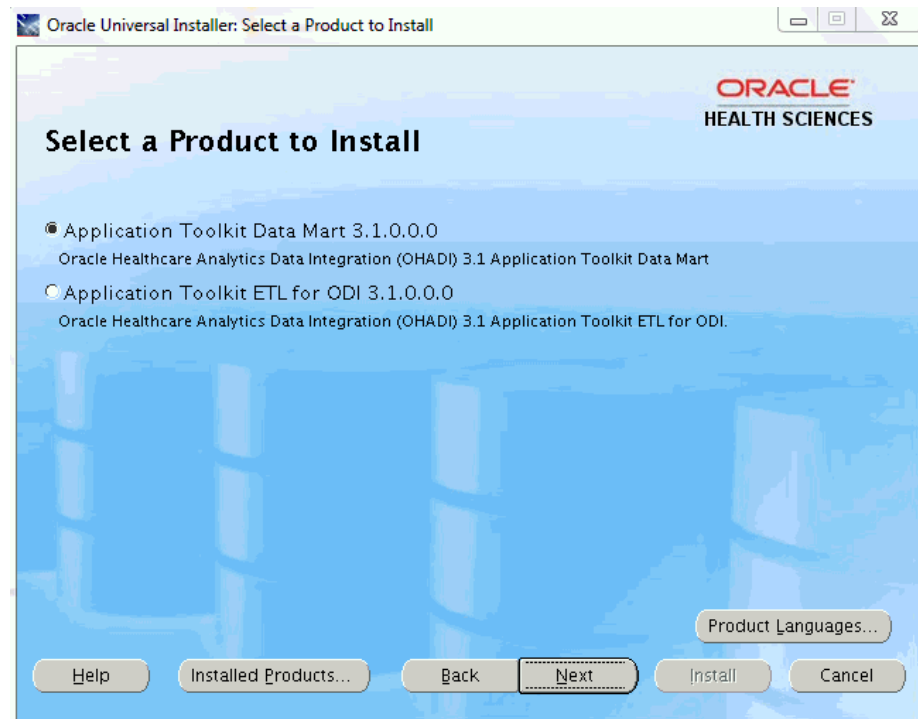 Oracle Universal Installer: Select a Product to Install
ORACLE
HEALTH SCIENCES
Select a Product to Install
Application Toolkit Data Mart 3.1.0.0.0
Oracle Healthcare Analytics Data Integration (OHADI) 3.1 Application Toolkit Data Mart
Application Toolkit ETL for ODI 3.1.0.0.0
Oracle Healthcare Analytics Data Integration (OHADI) 3.1 Application Toolkit ETL for ODI.
Product Languages...
Help
Installed Products...
Back
Next
Install
Cancel